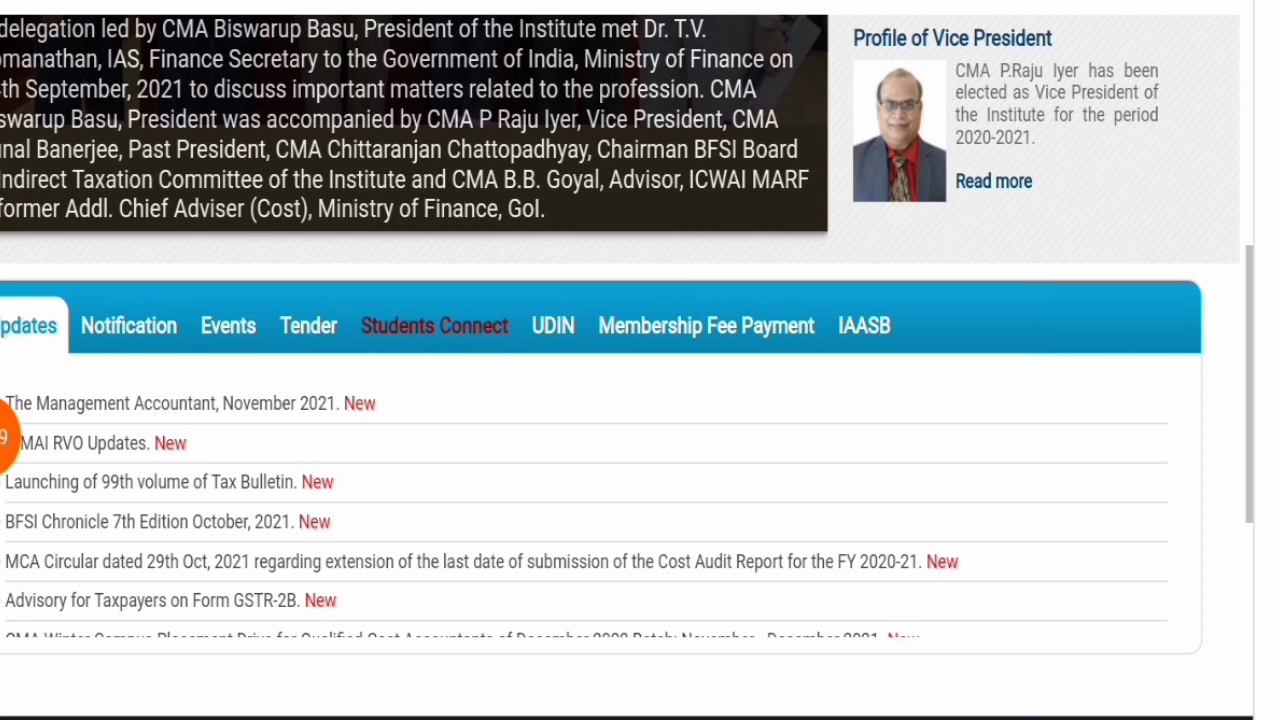 delegation led by CMA Biswarup Basu, President of the Institute met Dr. T.V.
IAS, Finance Secretary to the Government of India, Ministry of Finance on
September, 2021 to discuss important matters related to the profession. CMA
Basu, President was accompanied by CMA P Raju Iyer, Vice President, CMA
Banerjee, Past President, CMA Chittaranjan Chattopadhyay, Chairman BFSI Board
Indirect Taxation Committee of the Institute and CMA B.B. Goyal, Advisor, ICWAI MARF
former Addl. Chief Adviser (Cost), Ministry of Finance, GoI.
Profile of Vice President
CMA P.Raju Iyer has been
elected as Vice President of
the Institute for the period
2020-2021.
Read more
pdates Notification Events Tender Students Connect UDIN Membership Fee Payment IAASB
The Management Accountant, November 2021. New
9
MAI RVO Updates. New
Launching of 99th volume of Tax Bulletin. New
BFSI Chronicle 7th Edition October, 2021. New
MCA Circular dated 29th Oct, 2021 regarding extension of the last date of submission of the Cost Audit Report for the FY 2020-21. New
Advisory for Taxpayers on Form GSTR-2B. New